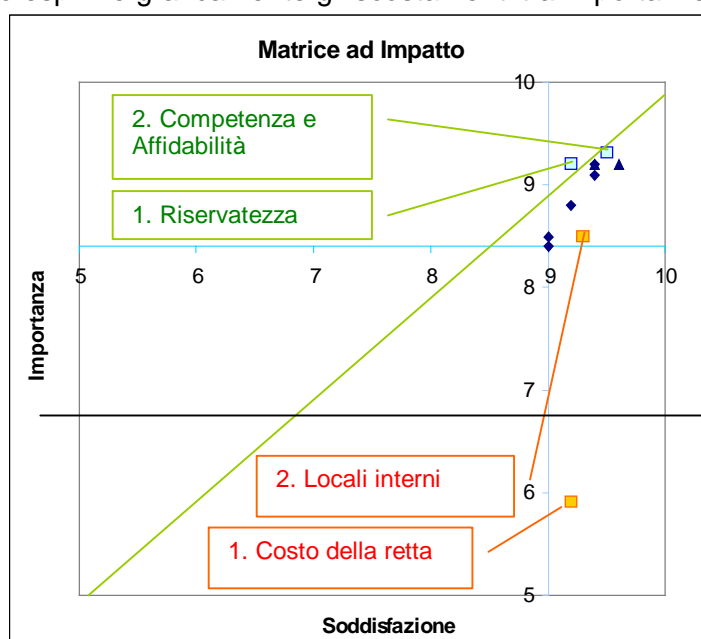 Matrice ad Impatto
10
2. Competenza e
Affidabilità
9
1. Riservatezza
5 6 7 8 9 10
8
Importanza
7
2. Locali interni
6
1. Costo della retta
5
Soddisfazione